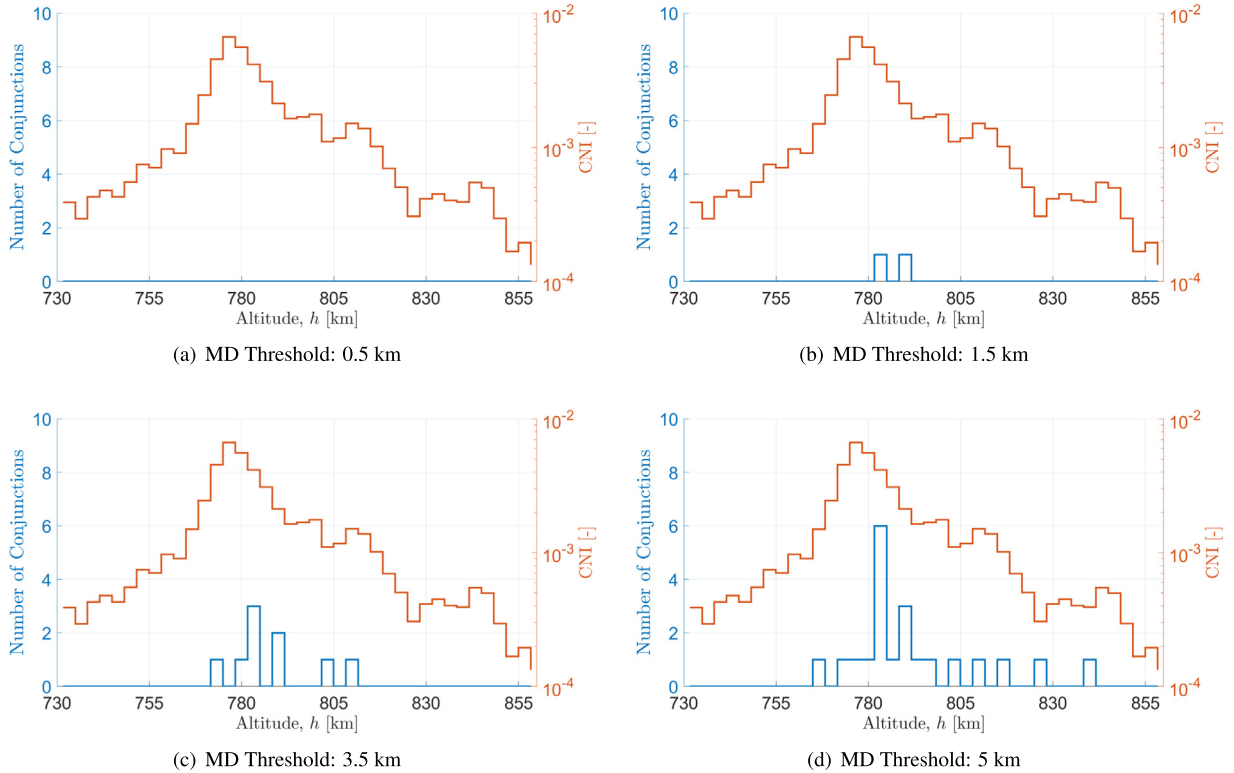 10
8
6
4
2
0
Number of Conjunctions
10⁻²
10⁻³
10⁻⁴
CNI [-]
730 755 780 805 830 855
Altitude, h [km]
(a) MD Threshold: 0.5 km
10
8
6
4
2
0
Number of Conjunctions
10⁻²
10⁻³
10⁻⁴
CNI [-]
730 755 780 805 830 855
Altitude, h [km]
(b) MD Threshold: 1.5 km
10
8
6
4
2
0
Number of Conjunctions
10⁻²
10⁻³
10⁻⁴
CNI [-]
730 755 780 805 830 855
Altitude, h [km]
(c) MD Threshold: 3.5 km
10
8
6
4
2
0
Number of Conjunctions
10⁻²
10⁻³
10⁻⁴
CNI [-]
730 755 780 805 830 855
Altitude, h [km]
(d) MD Threshold: 5 km